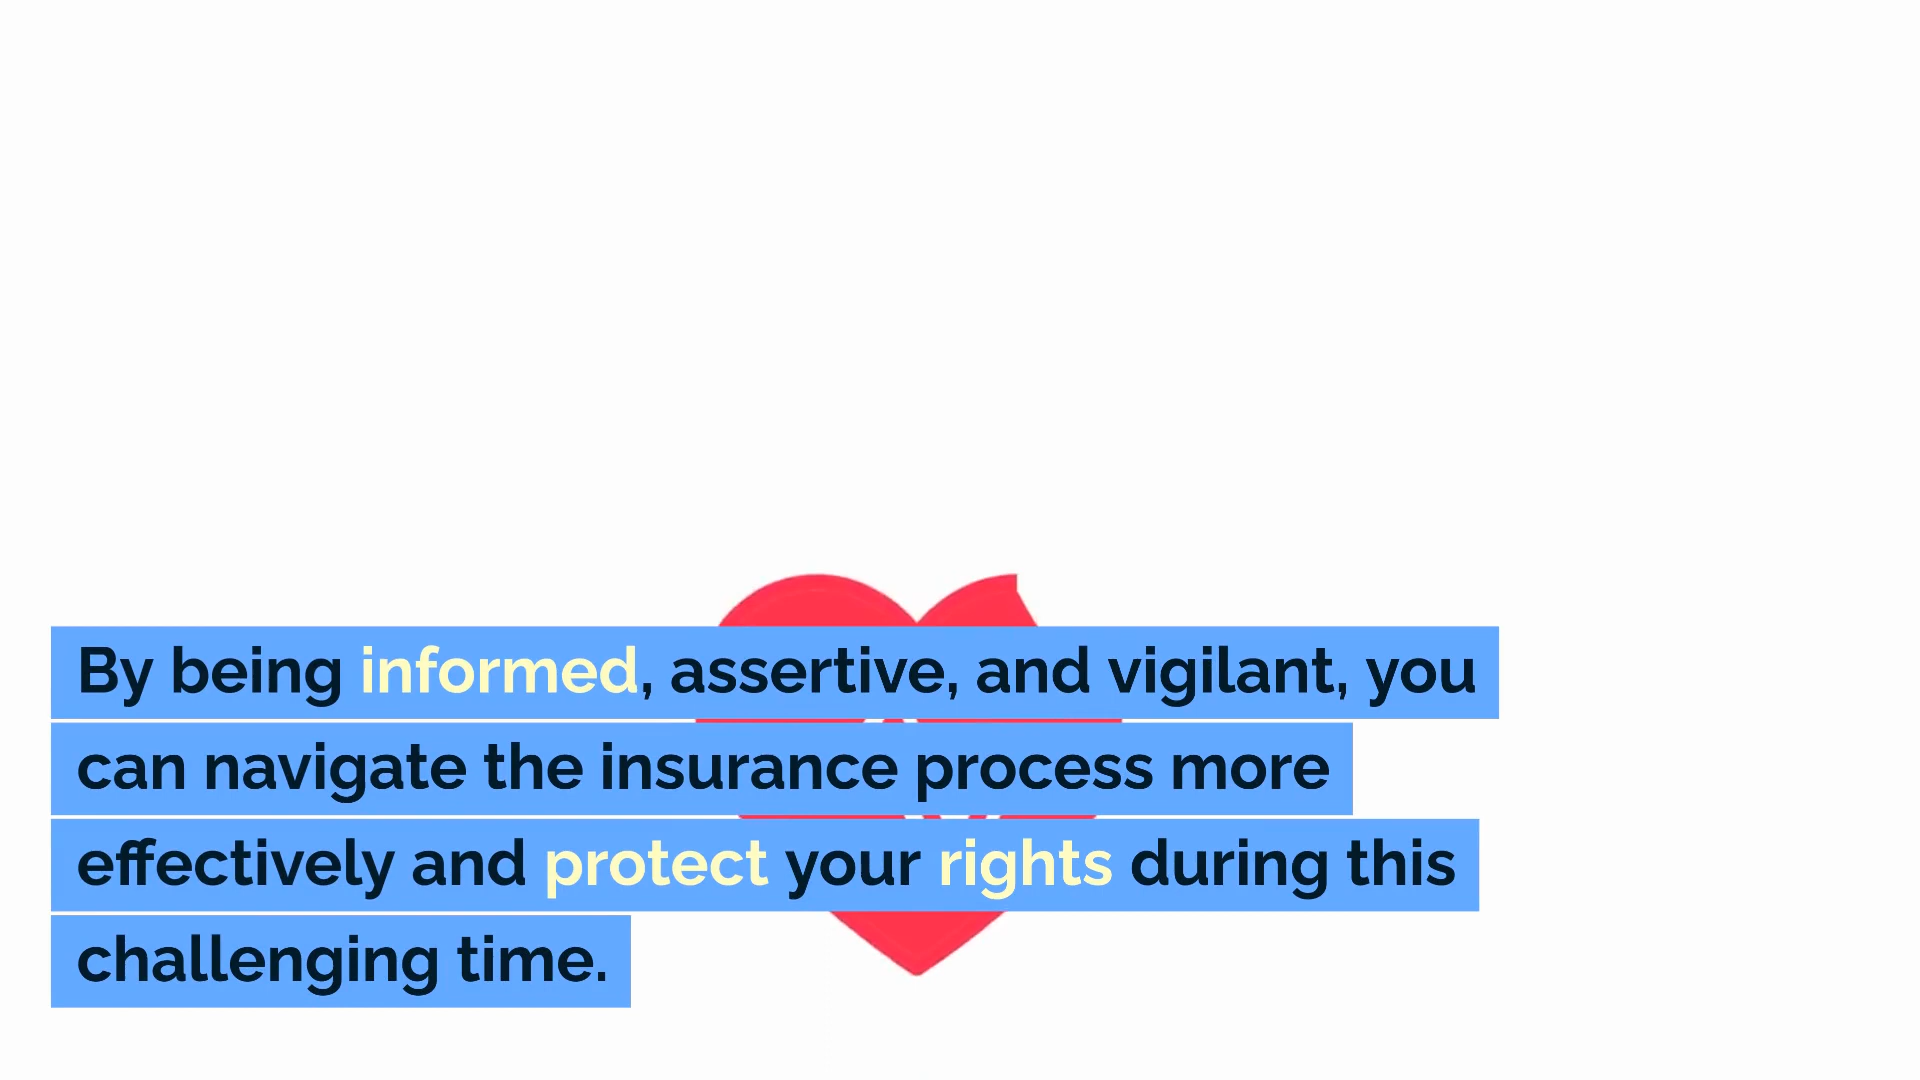 By being informed, assertive, and vigilant, you
can navigate the insurance process more
effectively and protect your rights during this
challenging time.